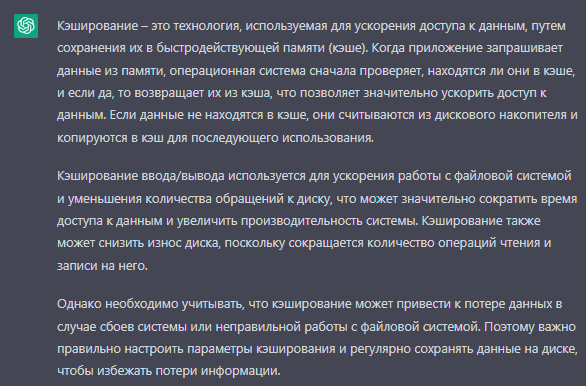 Кэширование – это технология, используемая для ускорения доступа к данным, путем
сохранения их в быстродействующей памяти (кэше). Когда приложение запрашивает
данные из памяти, операционная система сначала проверяет, находятся ли они в кэше,
и если да, то возвращает их из кэша, что позволяет значительно ускорить доступ к
данным. Если данные не находятся в кэше, они считываются из дискового накопителя и
копируются в кэш для последующего использования.
Кэширование ввода/вывода используется для ускорения работы с файловой системой
и уменьшения количества обращений к диску, что может значительно сократить время
доступа к данным и увеличить производительность системы. Кэширование также
может снизить износ диска, поскольку сокращается количество операций чтения и
записи на него.
Однако необходимо учитывать, что кэширование может привести к потере данных в
случае сбоев системы или неправильной работы с файловой системой. Поэтому важно
правильно настроить параметры кэширования и регулярно сохранять данные на диске,
чтобы избежать потери информации.